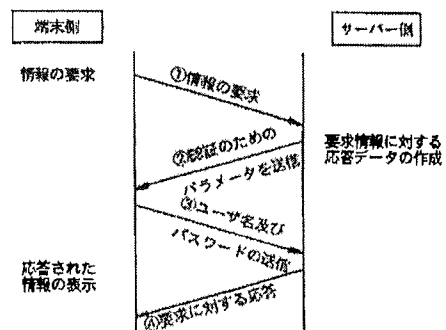 端末側
サーバー側
情報の要求
①情報の要求
②認証のための
パラメータを送信
要求情報に対する
応答データの作成
③ユーザ名及び
パスワードの送信
応答された
情報の表示
④要求に対する応答